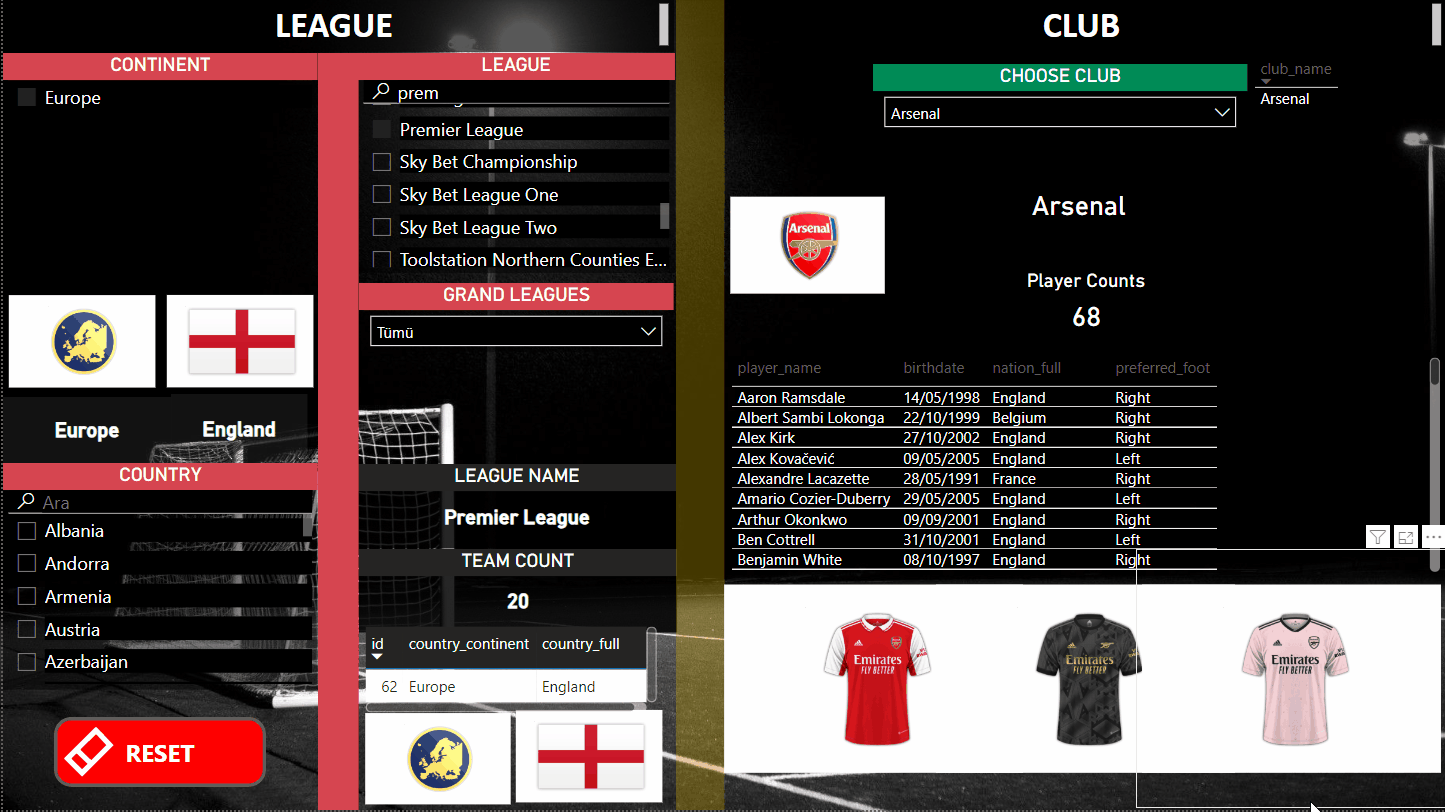 LEAGUE
CONTINENT
Europe
Europe
England
COUNTRY
Ara
Albania
Andorra
Armenia
Austria
Azerbaijan
RESET
LEAGUE
prem
Premier League
Sky Bet Championship
Sky Bet League One
Sky Bet League Two
Toolstation Northern Counties E...
GRAND LEAGUES
Tümü
LEAGUE NAME
Premier League
TEAM COUNT
20
id country_continent country_full
62 Europe England
CLUB
CHOOSE CLUB
Arsenal
club_name
Arsenal
Arsenal
Arsenal
Player Counts
68
player_name birthdate nation_full preferred_foot
Aaron Ramsdale 14/05/1998 England Right
Albert Sambi Lokonga 22/10/1999 Belgium Right
Alex Kirk 27/10/2002 England Right
Alex Kovačević 09/05/2005 England Left
Alexandre Lacazette 28/05/1991 France Right
Amario Cozier-Duberry 29/05/2005 England Left
Arthur Okonkwo 09/09/2001 England Right
Ben Cottrell 31/10/2001 England Left
Benjamin White 08/10/1997 England Right
Emirates
FLY BETTER
Emirates
FLY BETTER
Emirates
FLY BETTER